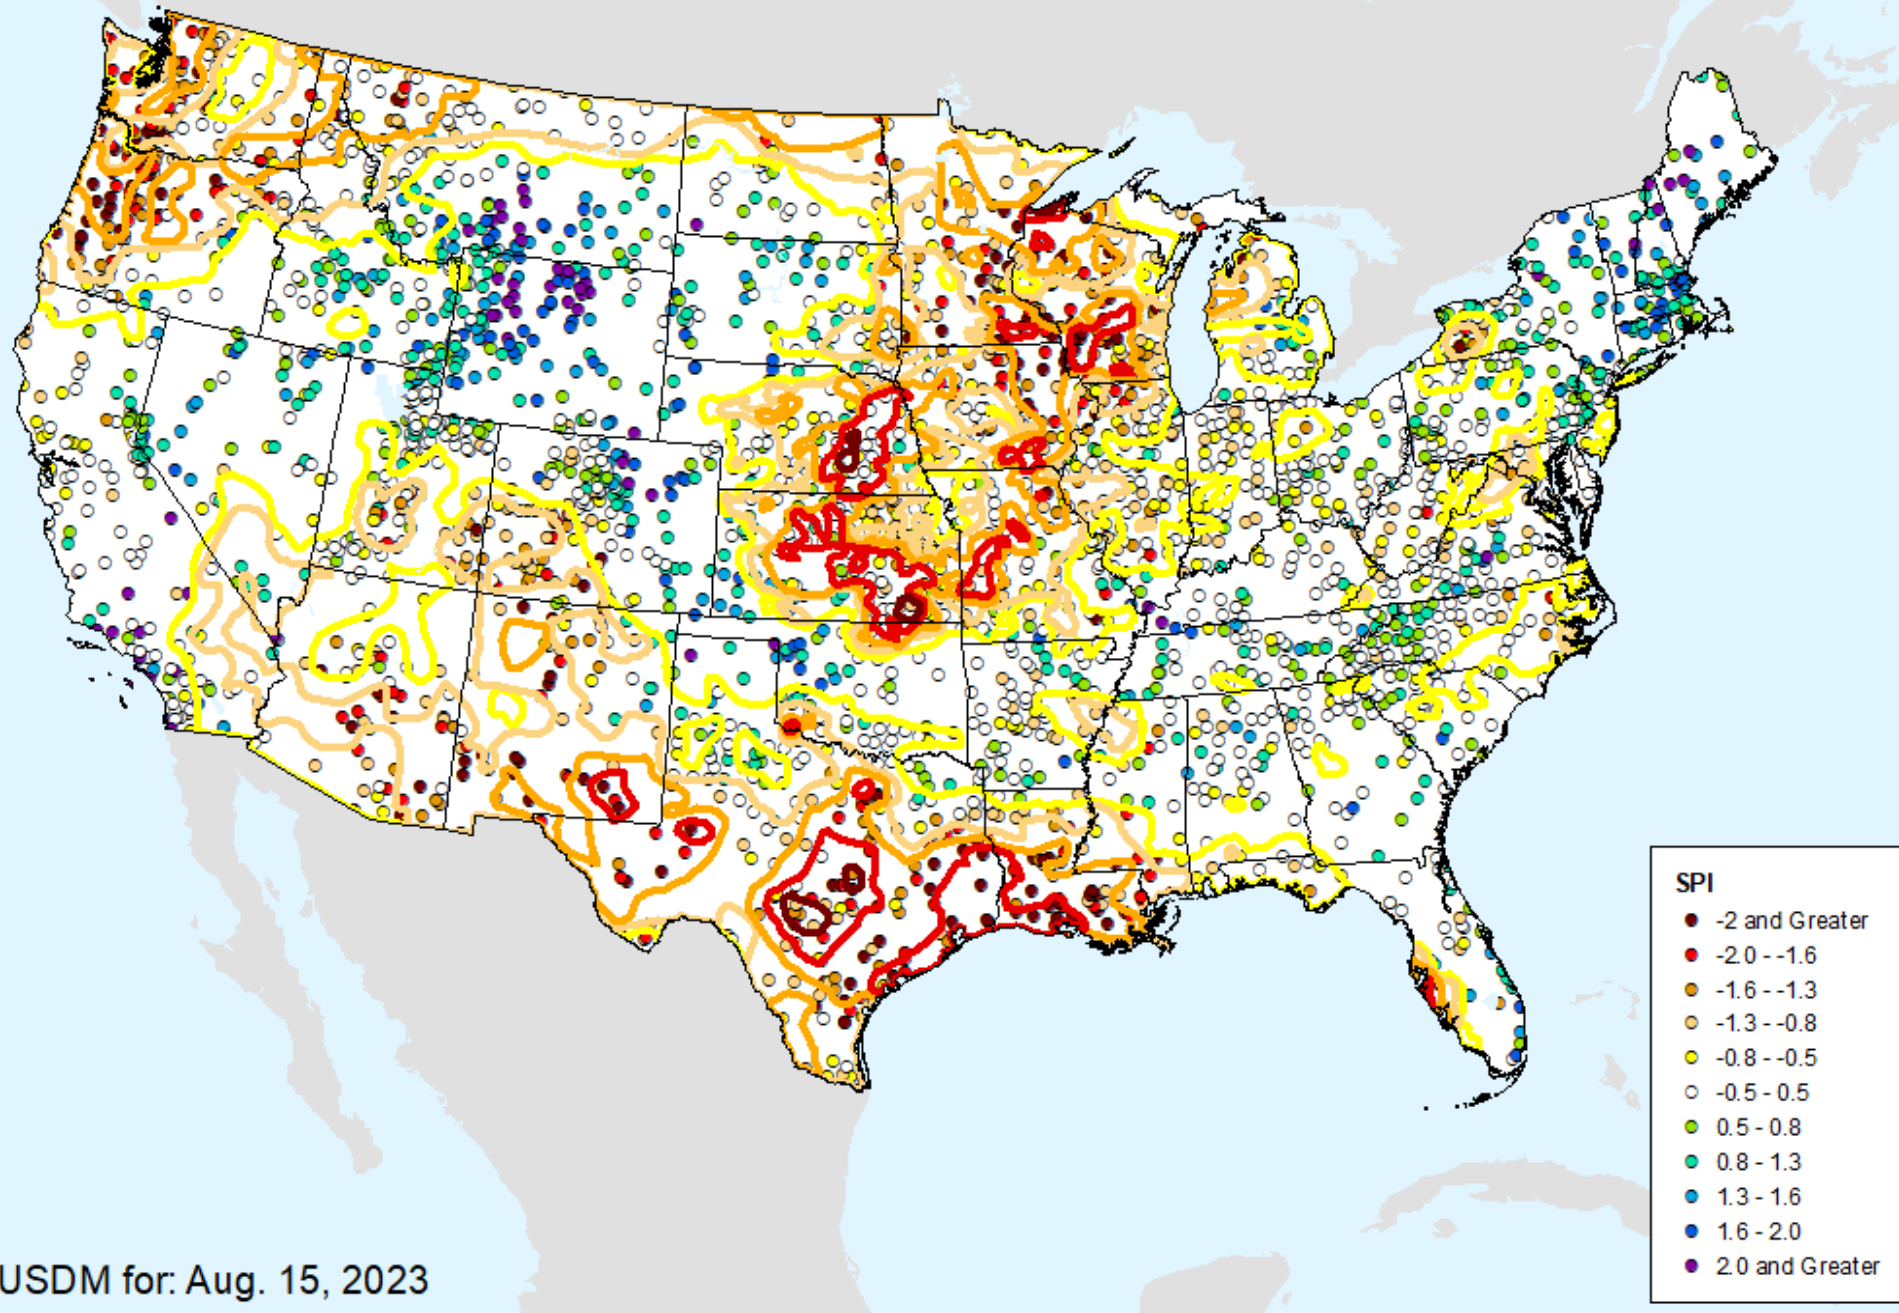 SPI
-2 and Greater
-2.0 - -1.6
-1.6 - -1.3
-1.3 - -0.8
-0.8 - -0.5
-0.5 - 0.5
0.5 - 0.8
0.8 - 1.3
1.3 - 1.6
1.6 - 2.0
2.0 and Greater
USDM for: Aug. 15, 2023